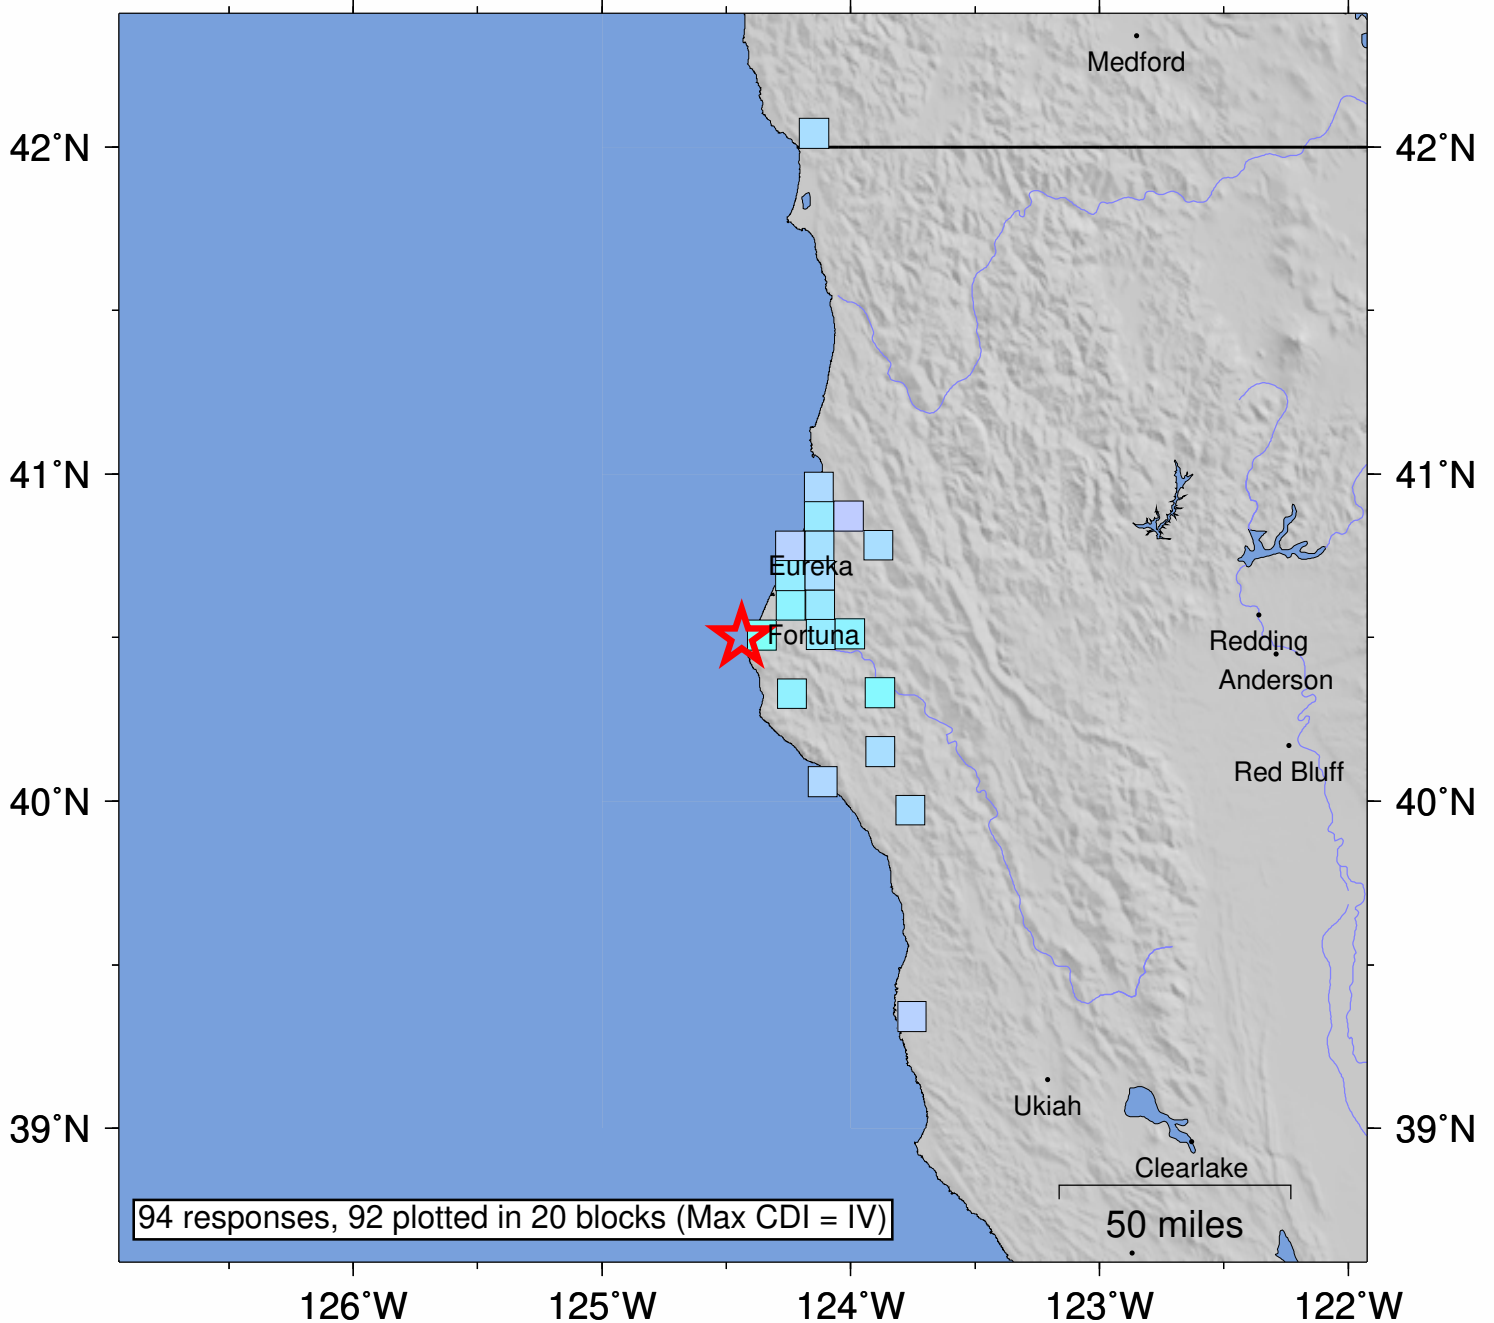 Medford
42˚N
42˚N
41˚N
41˚N
Eureka
Fortuna
Redding
Anderson
Red Bluff
40˚N
40˚N
Ukiah
39˚N
39˚N
Clearlake
94 responses, 92 plotted in 20 blocks (Max CDI = IV)
50 miles
126˚W
125˚W
124˚W
123˚W
122˚W